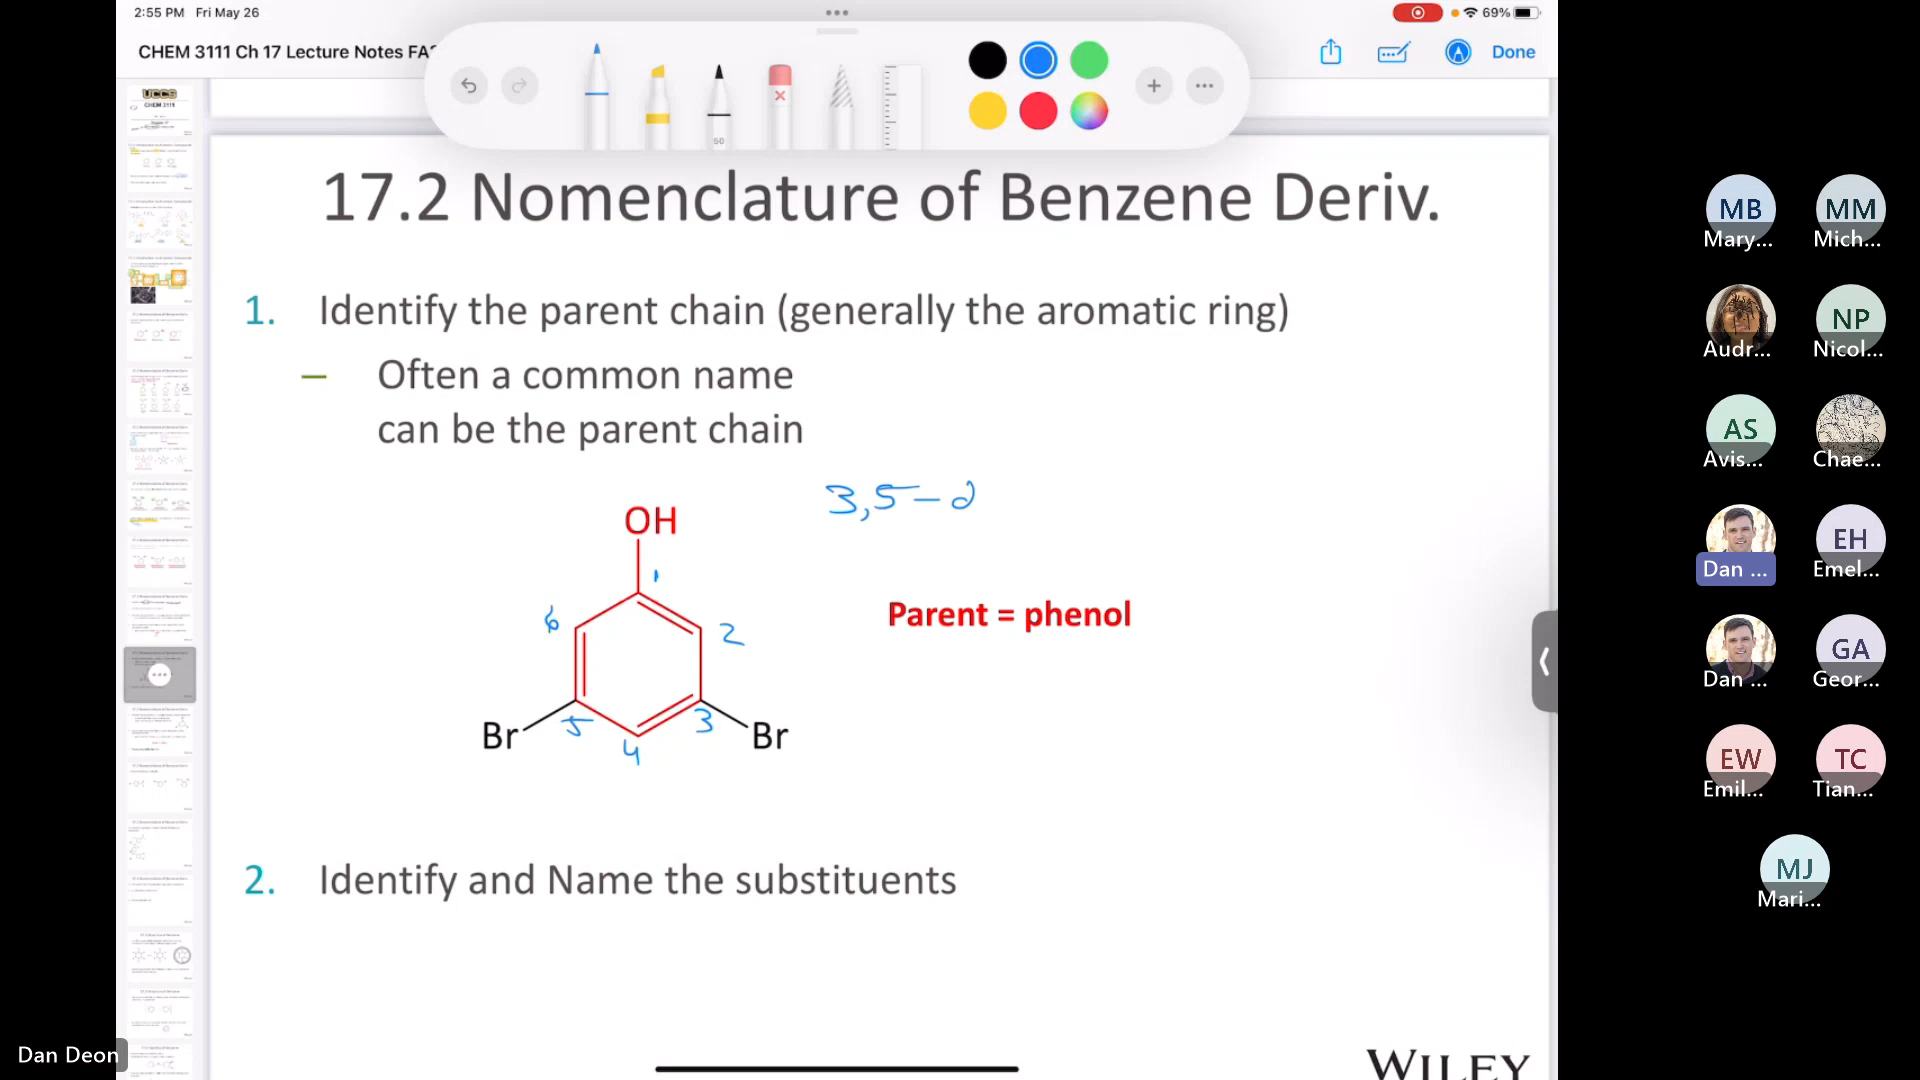 2:55 PM Fri May 26
69%
CHEM 3111 Ch 17 Lecture Notes FA
Done
50
UCCS
CHEM 3111
17.2 Nomenclature of Benzene Deriv.
1. Identify the parent chain (generally the aromatic ring)
– Often a common name
can be the parent chain
3,5-d
OH
1
6
2
Parent = phenol
Br
5
4
3
Br
2. Identify and Name the substituents
WILEY
MB
Mary...
MM
Mich...
Audr...
NP
Nicol...
AS
Avis...
Chae...
Dan ...
EH
Emel...
Dan ...
GA
Geor...
EW
Emil...
TC
Tian...
MJ
Mari...
Dan Deon